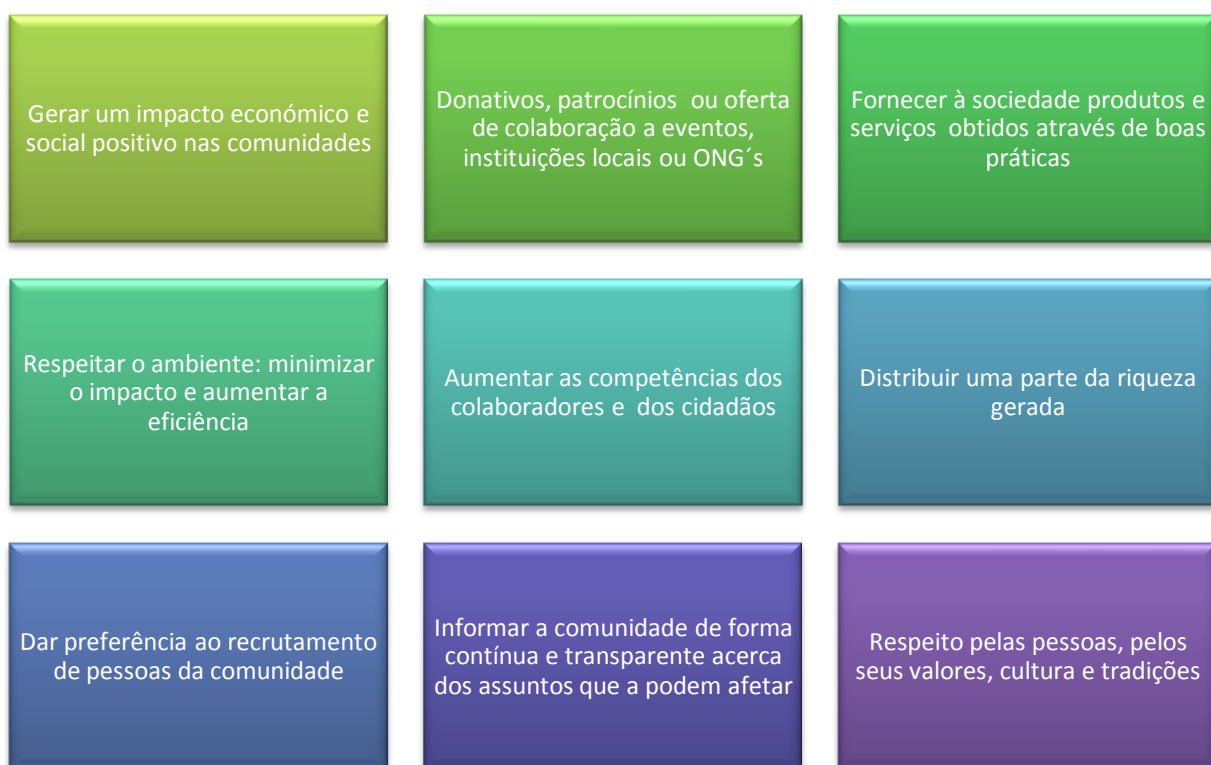 Gerar um impacto económico e
social positivo nas comunidades
Donativos, patrocínios ou oferta
de colaboração a eventos,
instituições locais ou ONG´s
Fornecer à sociedade produtos e
serviços obtidos através de boas
práticas
Respeitar o ambiente: minimizar
o impacto e aumentar a
eficiência
Aumentar as competências dos
colaboradores e dos cidadãos
Distribuir uma parte da riqueza
gerada
Dar preferência ao recrutamento
de pessoas da comunidade
Informar a comunidade de forma
contínua e transparente acerca
dos assuntos que a podem afetar
Respeito pelas pessoas, pelos
seus valores, cultura e tradições